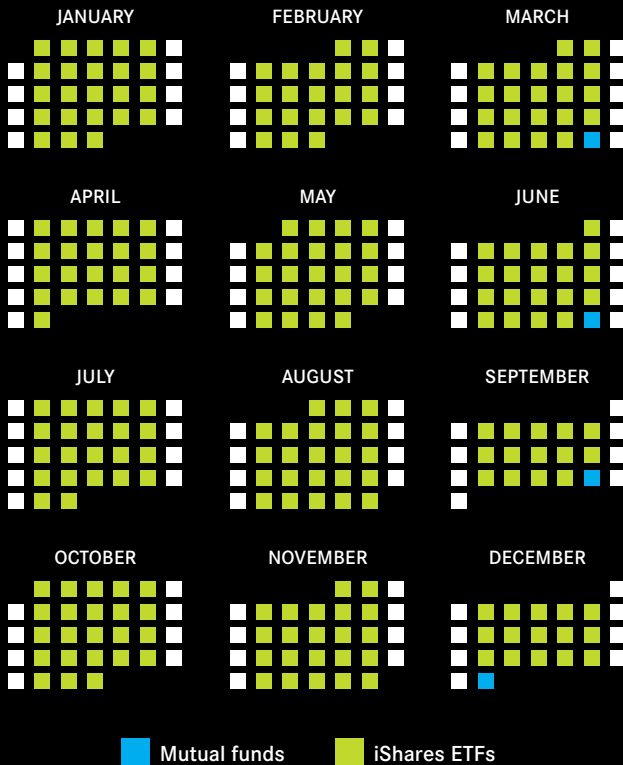 JANUARY
FEBRUARY
MARCH
APRIL
MAY
JUNE
JULY
AUGUST
SEPTEMBER
OCTOBER
NOVEMBER
DECEMBER
Mutual funds
iShares ETFs